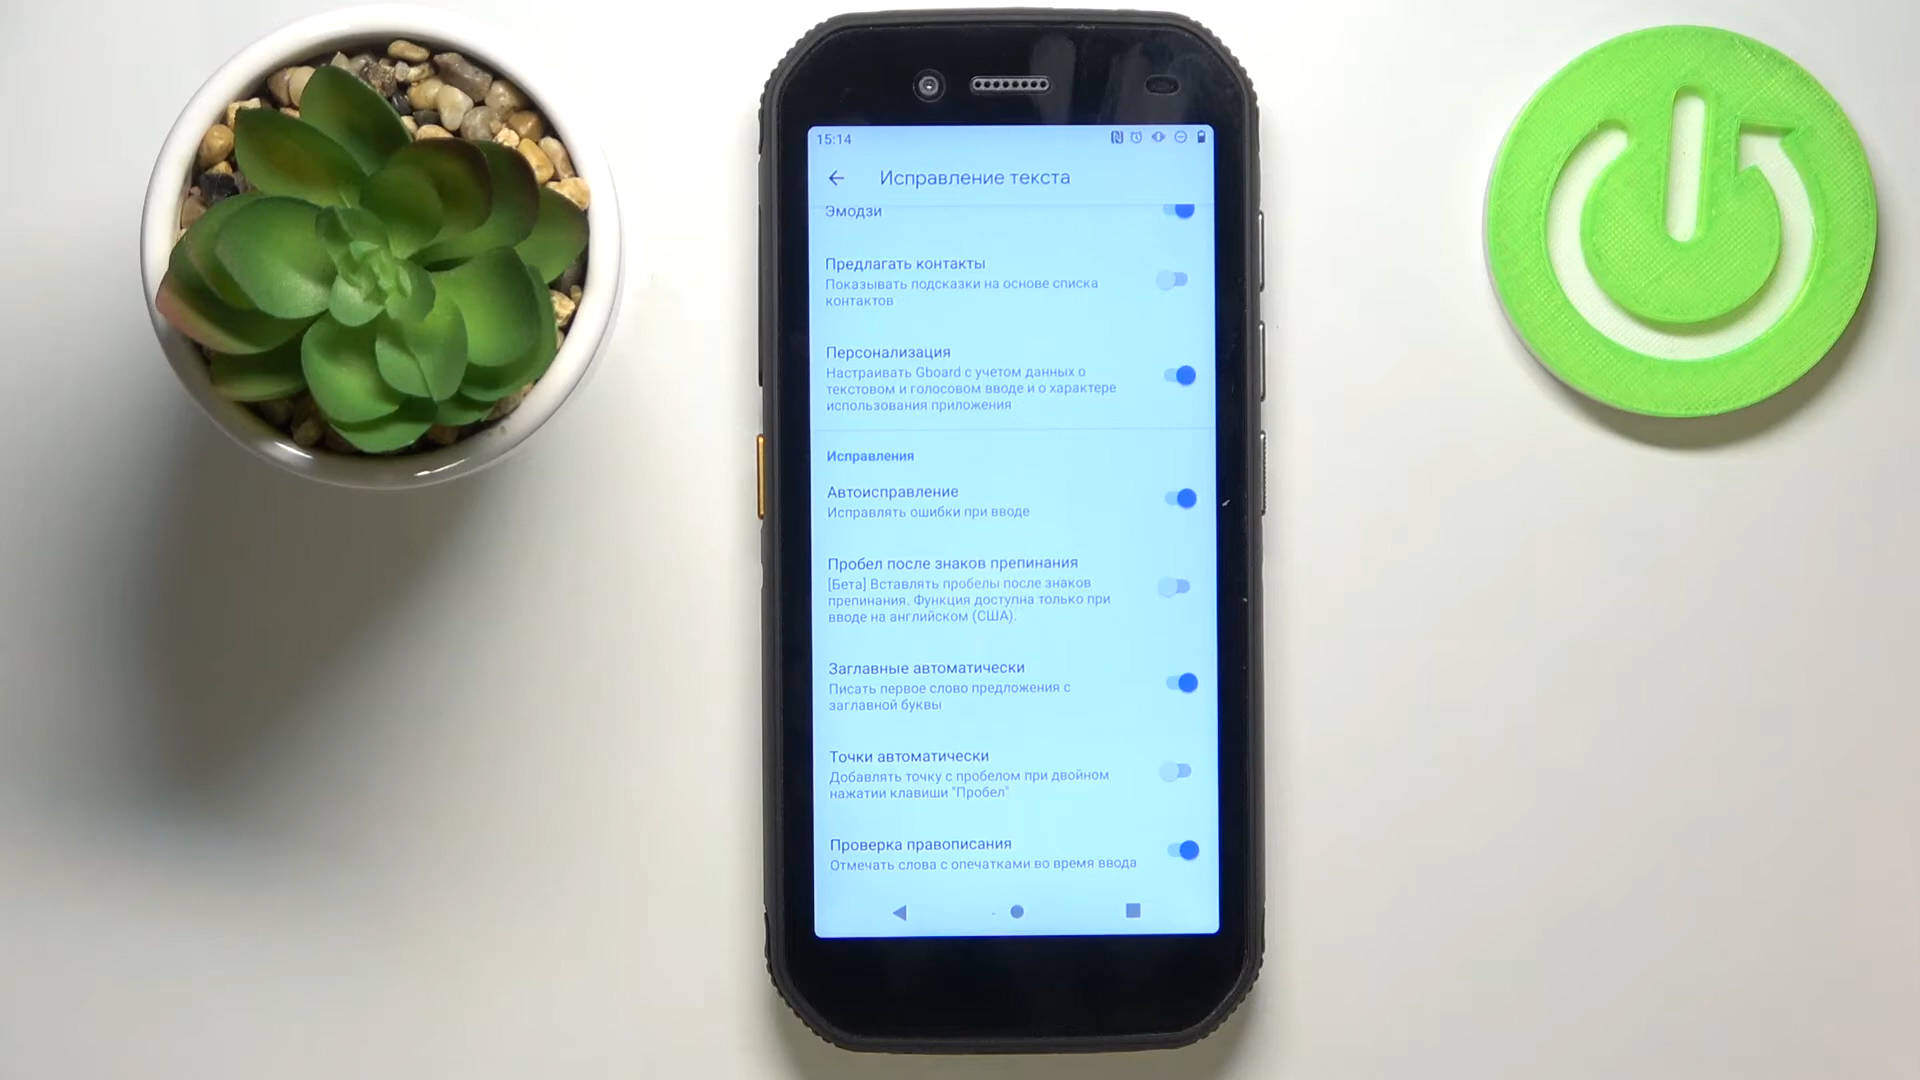 15:14
Исправление текста
Эмодзи
Предлагать контакты
Показывать подсказки на основе списка
контактов
Персонализация
Настраивать Gboard с учетом данных о
текстовом и голосовом вводе и о характере
использования приложения
Исправления
Автоисправление
Исправлять ошибки при вводе
Пробел после знаков препинания
[Бета] Вставлять пробелы после знаков
препинания. Функция доступна только при
вводе на английском (США).
Заглавные автоматически
Писать первое слово предложения с
заглавной буквы
Точки автоматически
Добавлять точку с пробелом при двойном
нажатии клавиши "Пробел"
Проверка правописания
Отмечать слова с опечатками во время ввода